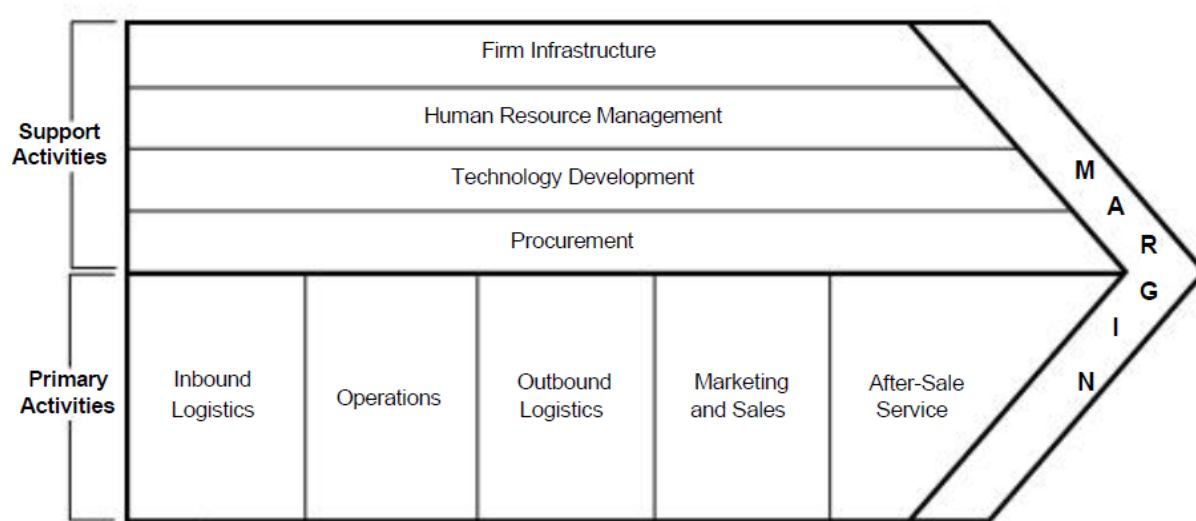 Firm Infrastructure
Human Resource Management
Support
Activities
Technology Development
Procurement
Primary
Activities
Inbound
Logistics
Operations
Outbound
Logistics
Marketing
and Sales
After-Sale
Service
M
A
R
G
I
N